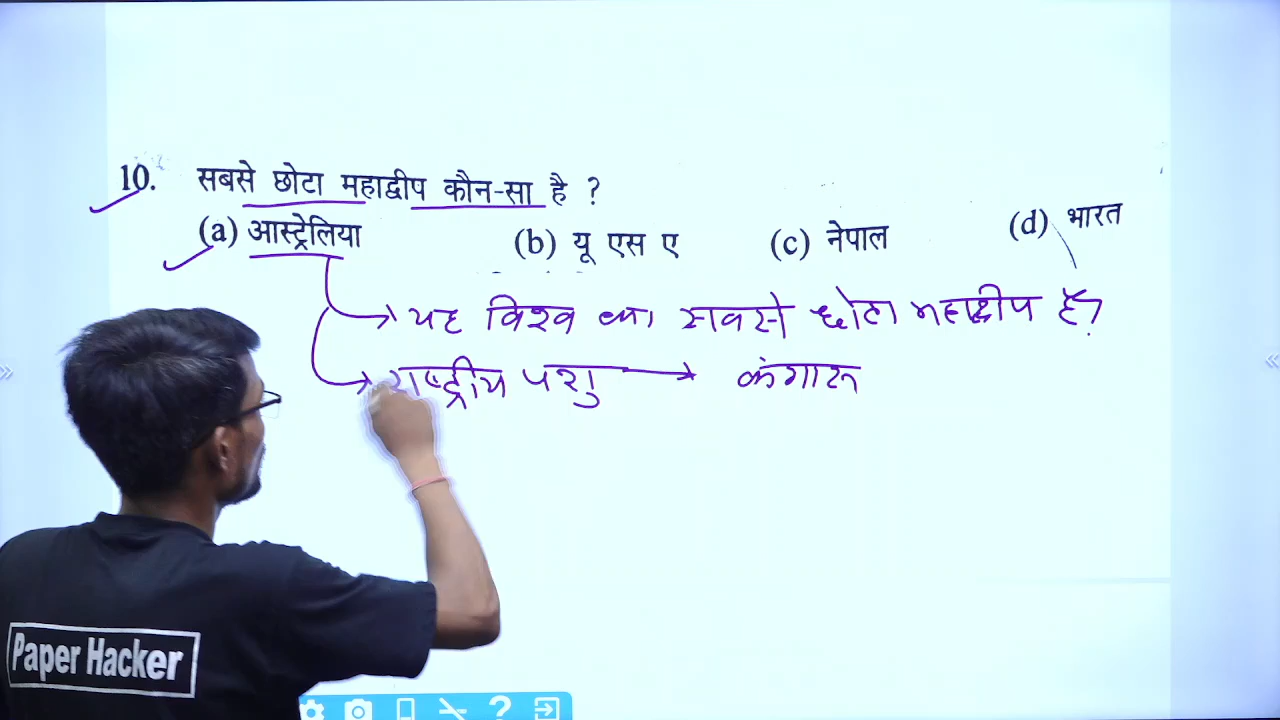 10. सबसे छोटा महाद्वीप कौन-सा है ?
(a) आस्ट्रेलिया (b) यू एस ए (c) नेपाल (d) भारत
यह विश्व का सबसे छोटा महाद्वीप है?
राष्ट्रीय पशु → कंगारू
Paper Hacker